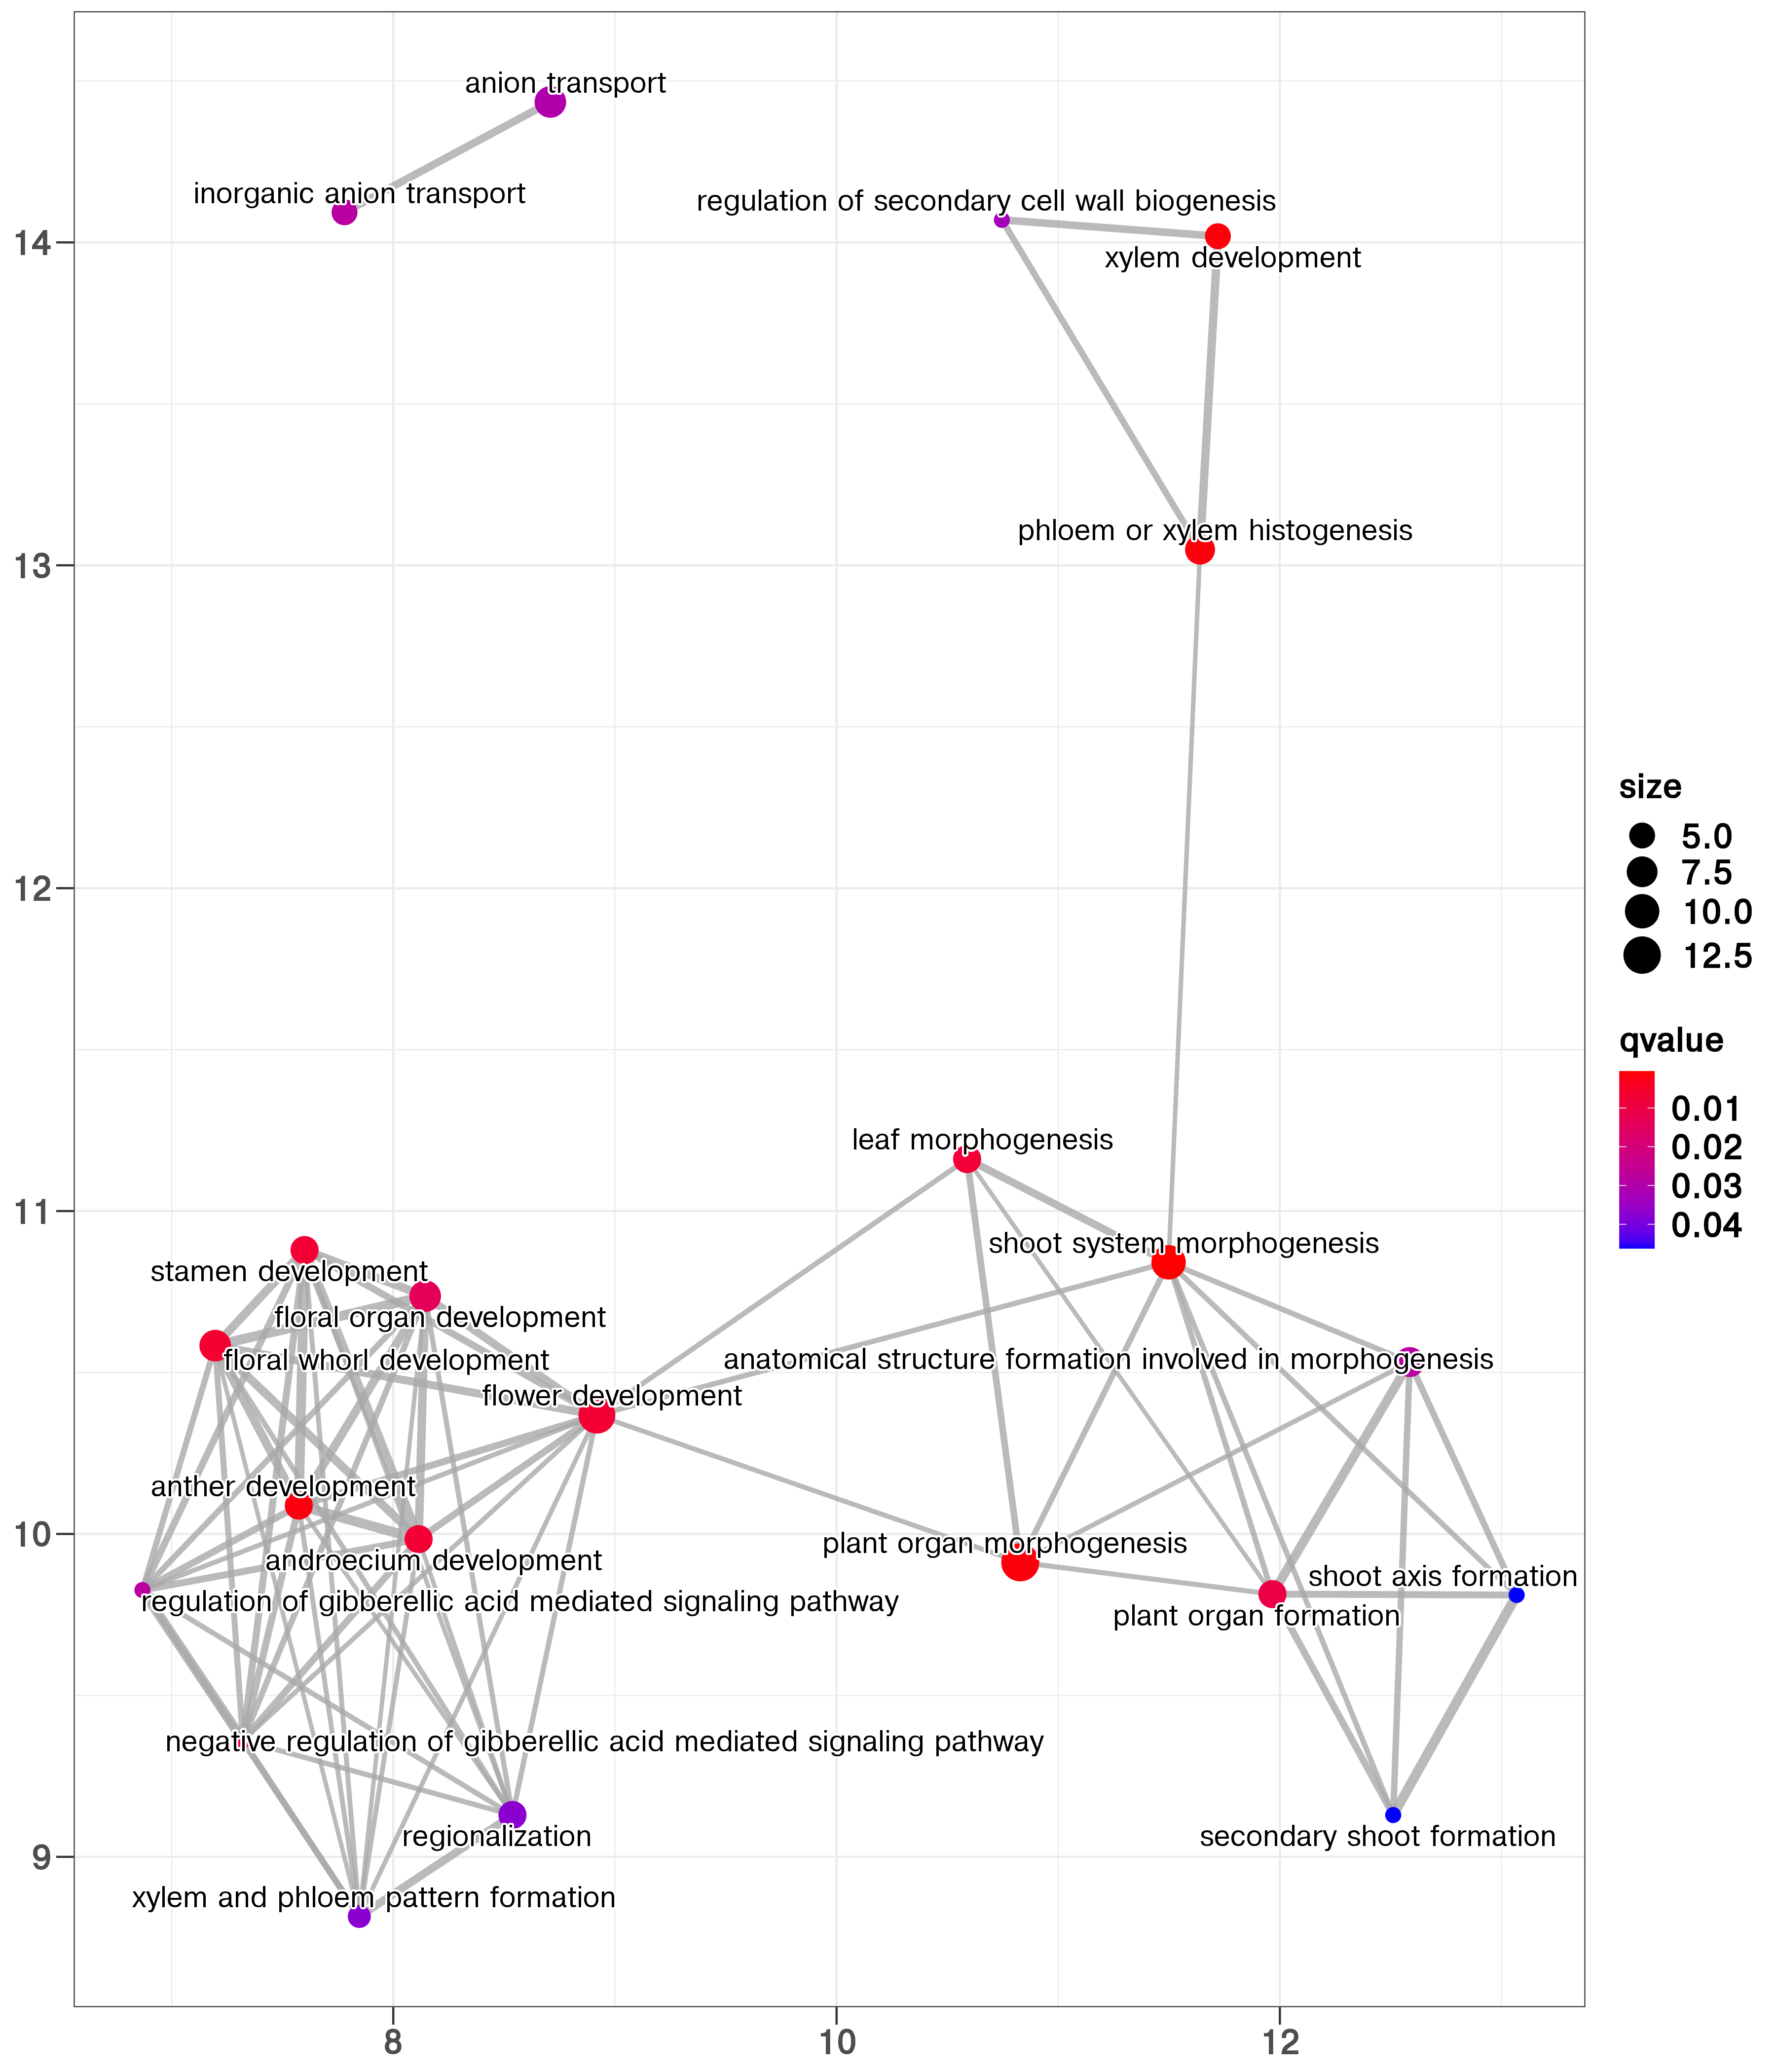 anion transport
inorganic anion transport
regulation of secondary cell wall biogenesis
xylem development
phloem or xylem histogenesis
leaf morphogenesis
shoot system morphogenesis
stamen development
floral organ development
floral whorl development
anatomical structure formation involved in morphogenesis
flower development
anther development
plant organ morphogenesis
androecium development
shoot axis formation
regulation of gibberellic acid mediated signaling pathway
plant organ formation
negative regulation of gibberellic acid mediated signaling pathway
regionalization
secondary shoot formation
xylem and phloem pattern formation
14
13
12
11
10
9
8
10
12
size
5.0
7.5
10.0
12.5
qvalue
0.01
0.02
0.03
0.04